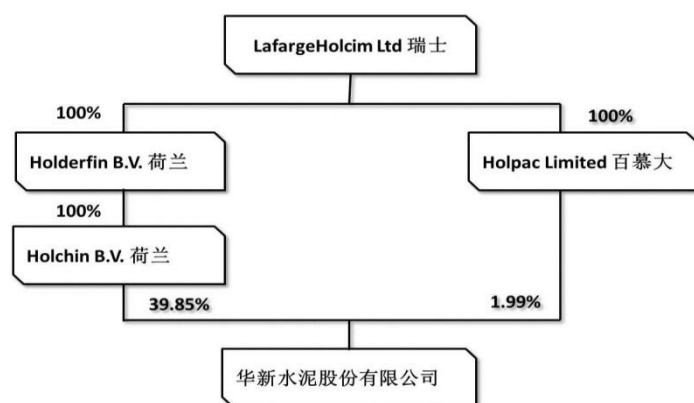 LafargeHolcim Ltd 瑞士
100%
100%
Holderfin B.V. 荷兰
Holpac Limited 百慕大
100%
Holchin B.V. 荷兰
39.85%
1.99%
华新水泥股份有限公司